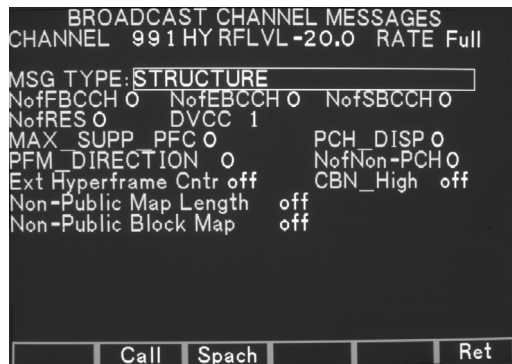 BROADCAST CHANNEL MESSAGES
CHANNEL 991 HY RFLVL -20.0 RATE Full
MSG TYPE: STRUCTURE
NofFBCCH 0 NofEBCCH 0 NofSBCCH 0
NofRES 0 DVCC 1
MAX_SUPP_PFC 0 PCH_DISP 0
PFM_DIRECTION 0 NofNon-PCH 0
Ext Hyperframe Cntr off CBN_High off
Non-Public Map Length off
Non-Public Block Map off
Call Spach Ret